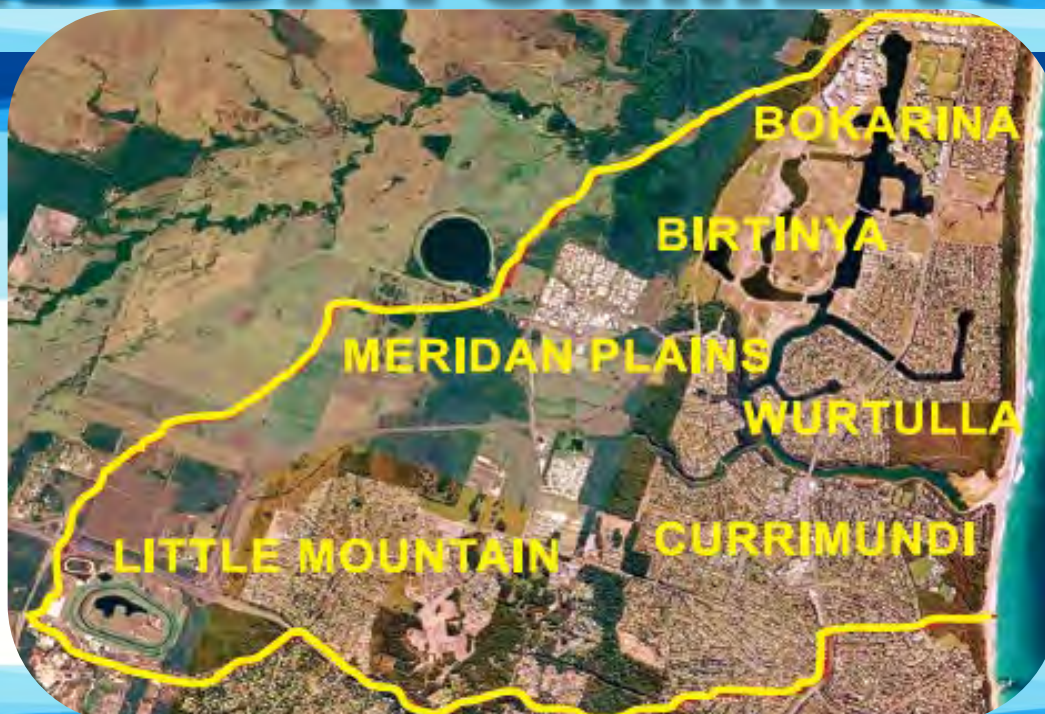 BOKARINA
BIRTINYA
MERIDAN PLAINS
WURTULLA
LITTLE MOUNTAIN
CURRIMUNDI